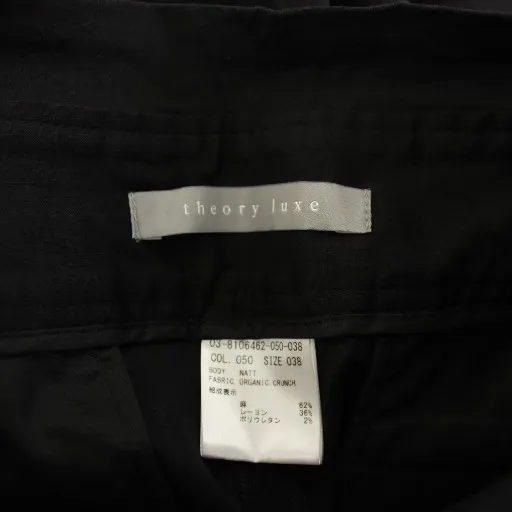 theory luxe
03-8106462-050-038
COL. 050 SIZE 038
BODY NATT
FABRIC. ORGANIC CRUNCH
組成表示
麻 62%
レーヨン 36%
ポリウレタン 2%